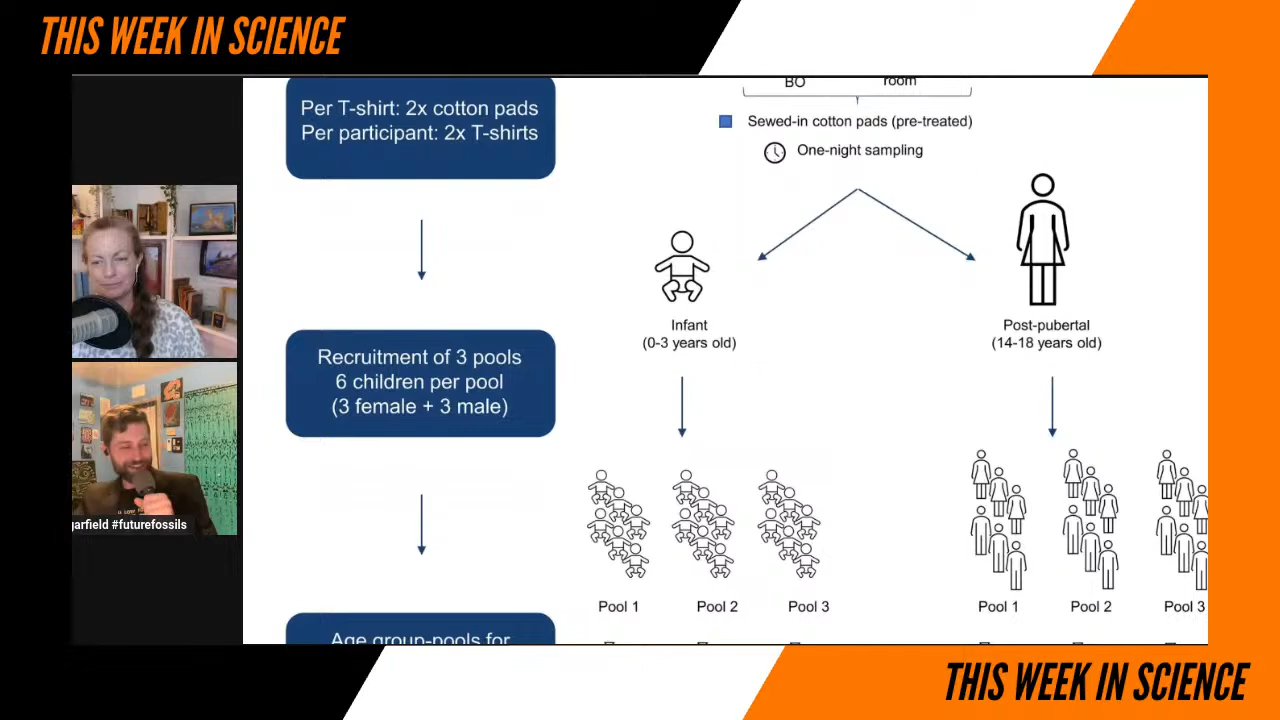 THIS WEEK IN SCIENCE
Per T-shirt: 2x cotton pads
Per participant: 2x T-shirts
BO
room
Sewed-in cotton pads (pre-treated)
One-night sampling
Infant
(0-3 years old)
Post-pubertal
(14-18 years old)
Recruitment of 3 pools
6 children per pool
(3 female + 3 male)
garfield #futurefossils
Pool 1
Pool 2
Pool 3
Pool 1
Pool 2
Pool 3
Age group-pools for
THIS WEEK IN SCIENCE